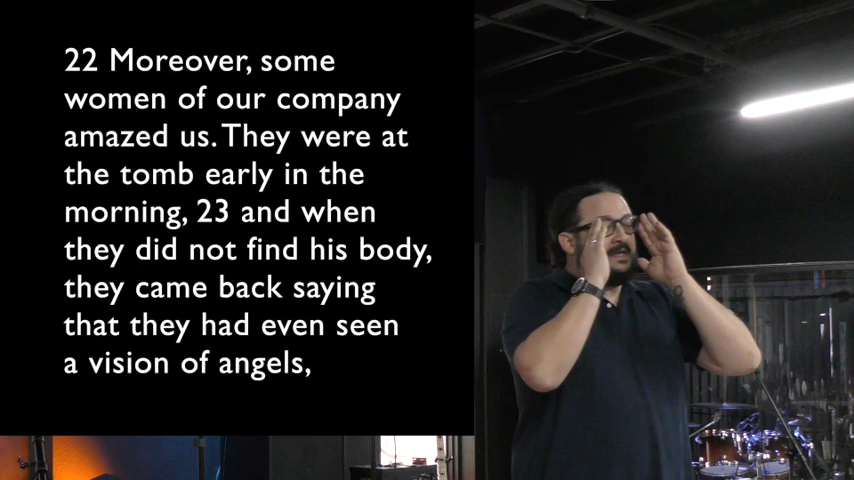 22 Moreover, some
women of our company
amazed us. They were at
the tomb early in the
morning, 23 and when
they did not find his body,
they came back saying
that they had even seen
a vision of angels,